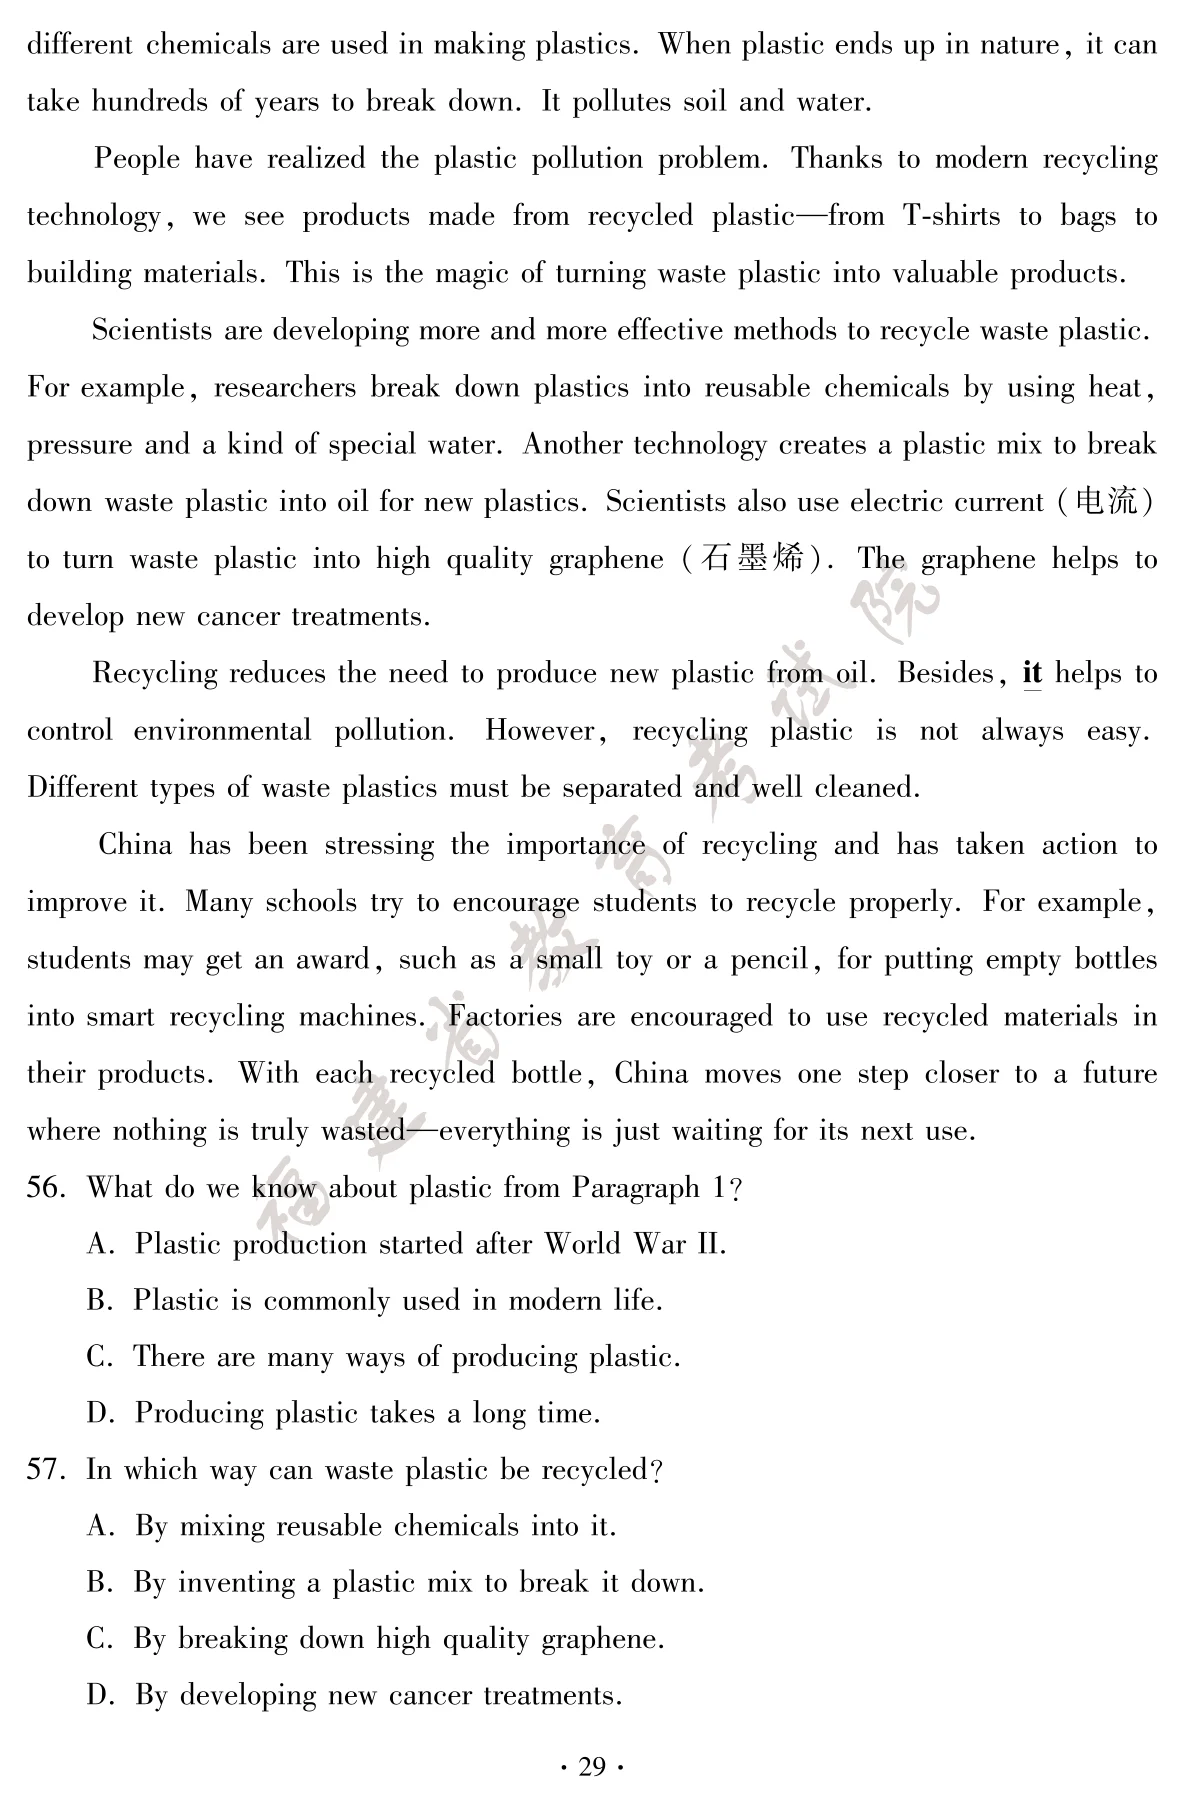 different chemicals are used in making plastics. When plastic ends up in nature, it can
take hundreds of years to break down. It pollutes soil and water.
People have realized the plastic pollution problem. Thanks to modern recycling
technology, we see products made from recycled plastic—from T-shirts to bags to
building materials. This is the magic of turning waste plastic into valuable products.
Scientists are developing more and more effective methods to recycle waste plastic.
For example, researchers break down plastics into reusable chemicals by using heat,
pressure and a kind of special water. Another technology creates a plastic mix to break
down waste plastic into oil for new plastics. Scientists also use electric current (电流)
to turn waste plastic into high quality graphene (石墨烯). The graphene helps to
develop new cancer treatments.
Recycling reduces the need to produce new plastic from oil. Besides, it helps to
control environmental pollution. However, recycling plastic is not always easy.
Different types of waste plastics must be separated and well cleaned.
China has been stressing the importance of recycling and has taken action to
improve it. Many schools try to encourage students to recycle properly. For example,
students may get an award, such as a small toy or a pencil, for putting empty bottles
into smart recycling machines. Factories are encouraged to use recycled materials in
their products. With each recycled bottle, China moves one step closer to a future
where nothing is truly wasted—everything is just waiting for its next use.
56. What do we know about plastic from Paragraph 1?
A. Plastic production started after World War II.
B. Plastic is commonly used in modern life.
C. There are many ways of producing plastic.
D. Producing plastic takes a long time.
57. In which way can waste plastic be recycled?
A. By mixing reusable chemicals into it.
B. By inventing a plastic mix to break it down.
C. By breaking down high quality graphene.
D. By developing new cancer treatments.
· 29 ·
福建省教育考试院